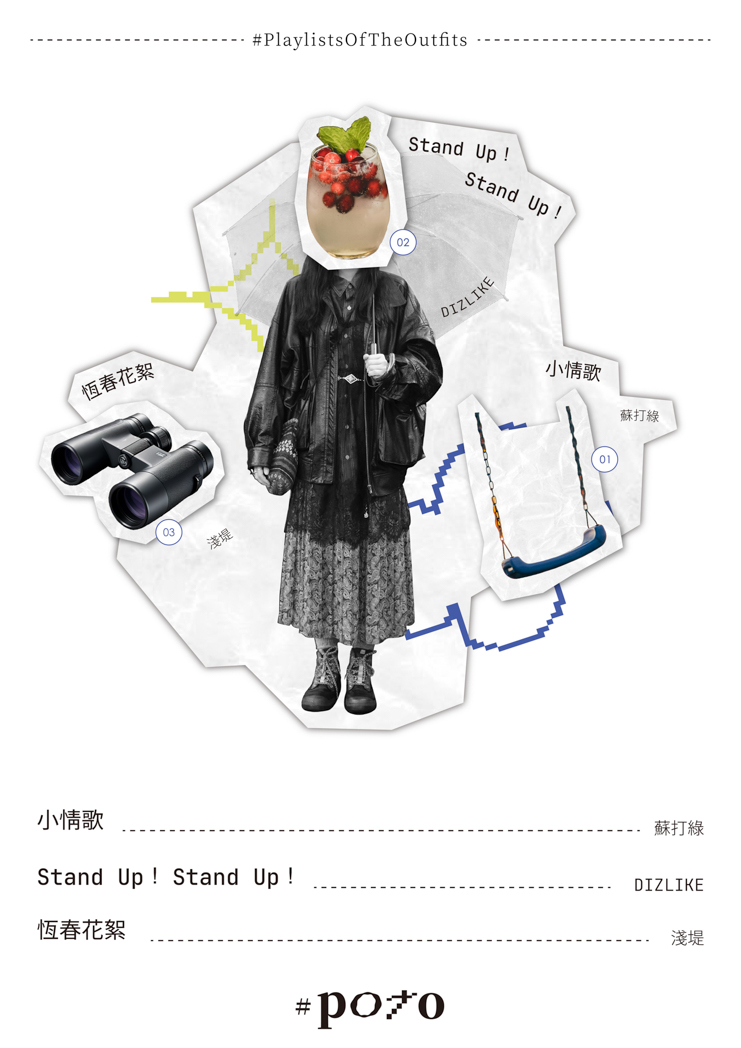 #PlaylistsOfTheOutfits
Stand Up！
Stand Up！
02
DIZLIKE
恆春花絮
小情歌
蘇打綠
01
03
淺堤
小情歌 蘇打綠
Stand Up！ Stand Up！ DIZLIKE
恆春花絮 淺堤
#poto